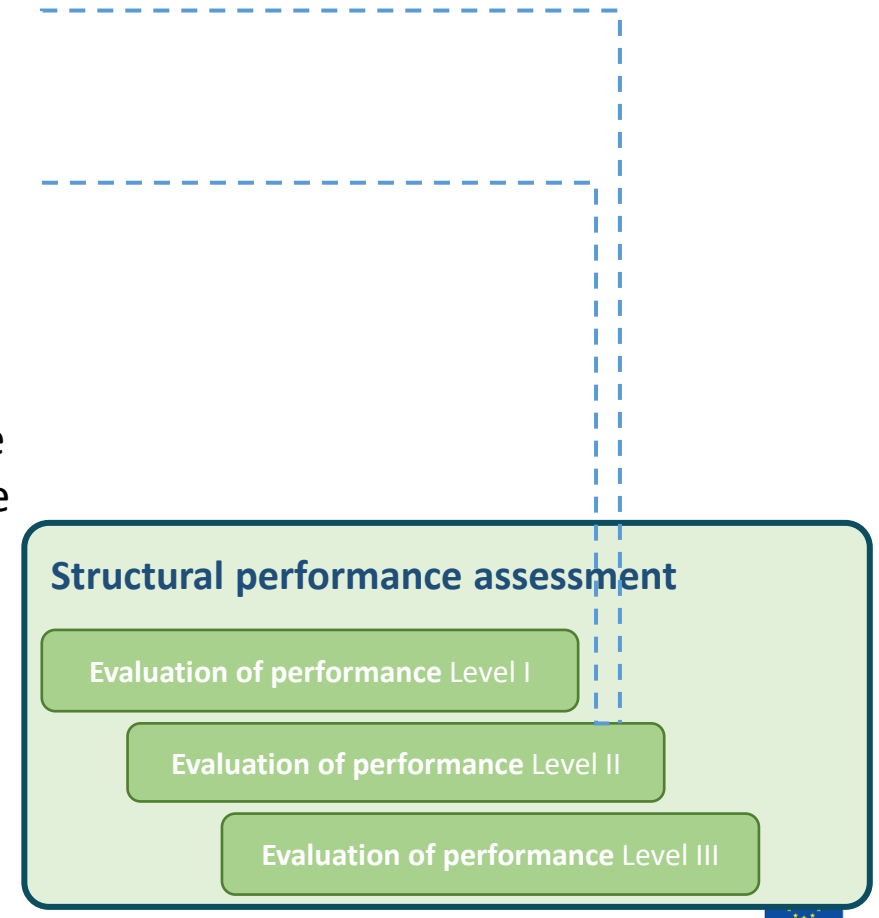 e
e
Structural performance assessment
Evaluation of performance Level I
Evaluation of performance Level II
Evaluation of performance Level III